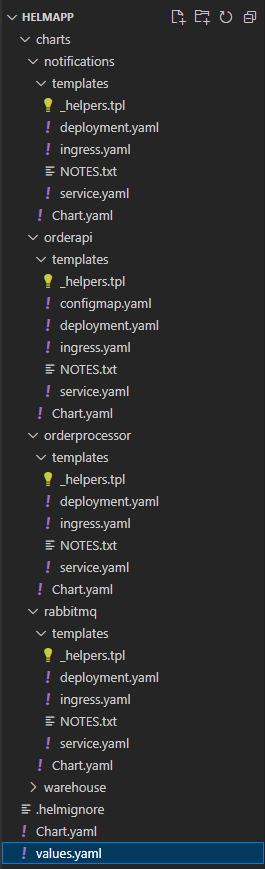 HELMAPP
charts
notifications
templates
_helpers.tpl
deployment.yaml
ingress.yaml
NOTES.txt
service.yaml
Chart.yaml
orderapi
templates
_helpers.tpl
configmap.yaml
deployment.yaml
ingress.yaml
NOTES.txt
service.yaml
Chart.yaml
orderprocessor
templates
_helpers.tpl
deployment.yaml
ingress.yaml
NOTES.txt
service.yaml
Chart.yaml
rabbitmq
templates
_helpers.tpl
deployment.yaml
ingress.yaml
NOTES.txt
service.yaml
Chart.yaml
warehouse
.helmignore
Chart.yaml
values.yaml